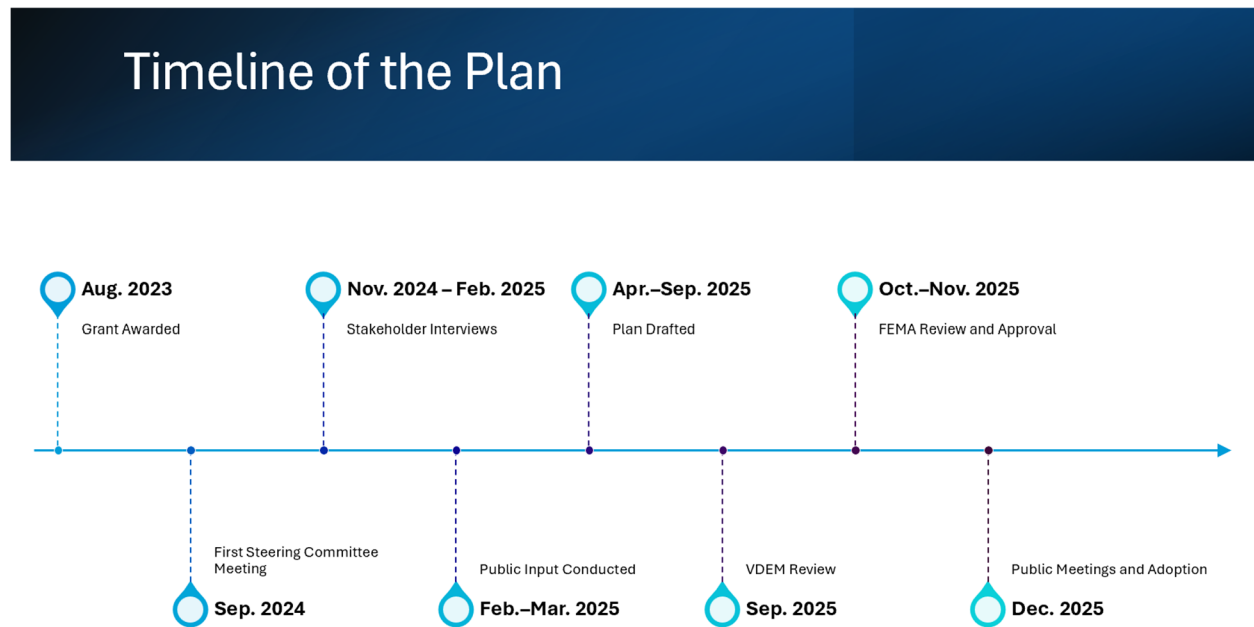 Timeline of the Plan
Aug. 2023
Grant Awarded
First Steering Committee
Meeting
Sep. 2024
Nov. 2024 – Feb. 2025
Stakeholder Interviews
Public Input Conducted
Feb.–Mar. 2025
Apr.–Sep. 2025
Plan Drafted
VDEM Review
Sep. 2025
Oct.–Nov. 2025
FEMA Review and Approval
Public Meetings and Adoption
Dec. 2025